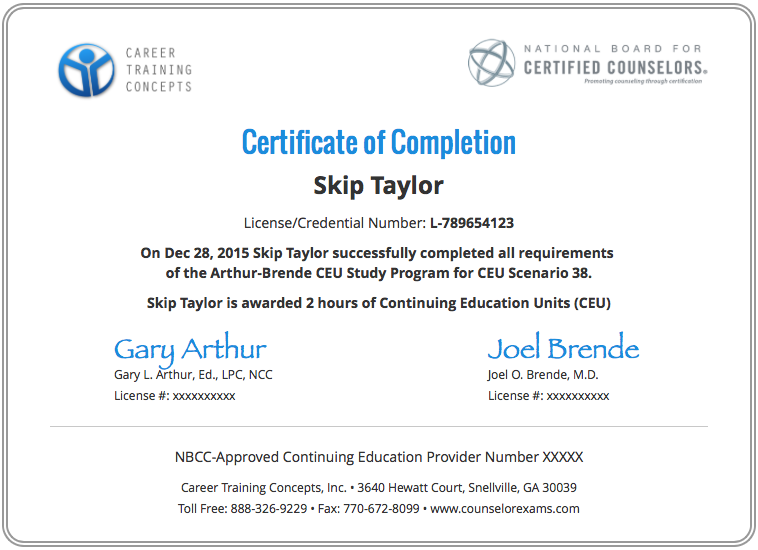 CAREER
TRAINING
CONCEPTS
NATIONAL BOARD FOR
CERTIFIED COUNSELORS®
Promoting counseling through certification
Certificate of Completion
Skip Taylor
License/Credential Number: L-789654123
On Dec 28, 2015 Skip Taylor successfully completed all requirements
of the Arthur-Brende CEU Study Program for CEU Scenario 38.
Skip Taylor is awarded 2 hours of Continuing Education Units (CEU)
Gary Arthur
Gary L. Arthur, Ed., LPC, NCC
License #: xxxxxxxxxx
Joel Brende
Joel O. Brende, M.D.
License #: xxxxxxxxxx
NBCC-Approved Continuing Education Provider Number XXXXX
Career Training Concepts, Inc. • 3640 Hewatt Court, Snellville, GA 30039
Toll Free: 888-326-9229 • Fax: 770-672-8099 • www.counselorexams.com